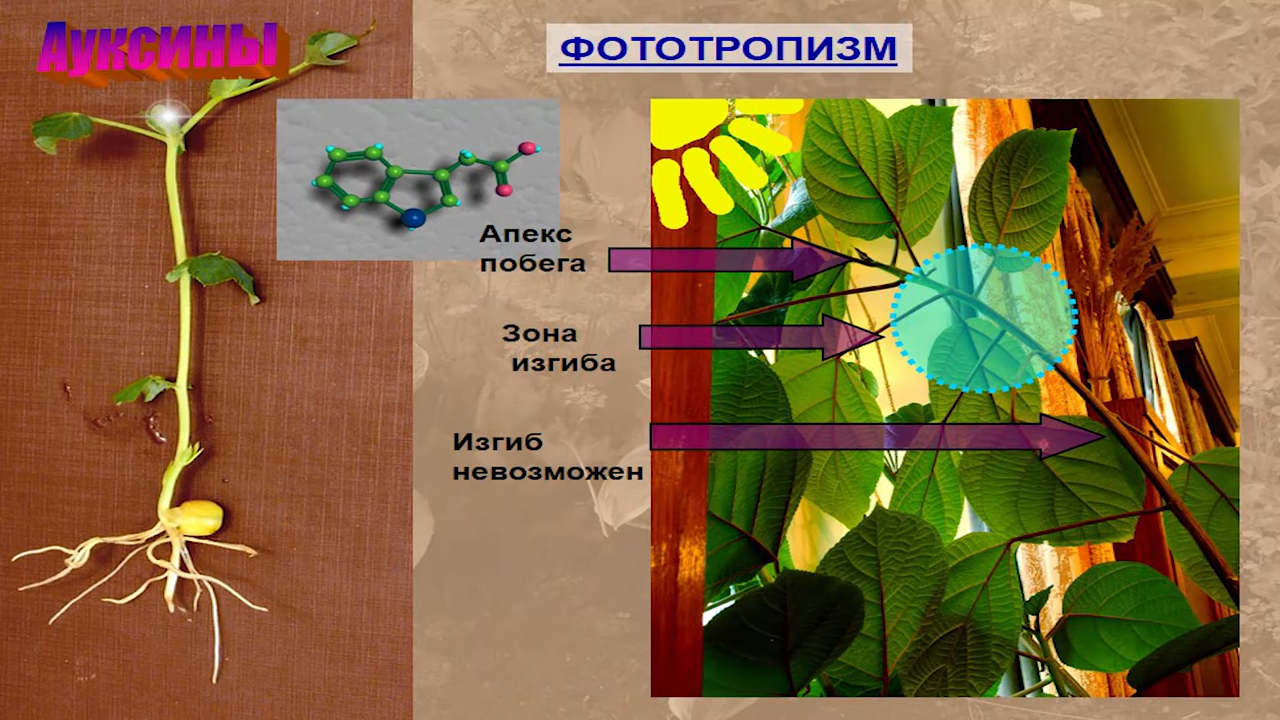 Ауксины
ФОТОТРОПИЗМ
Апекс
побега
Зона
изгиба
Изгиб
невозможен